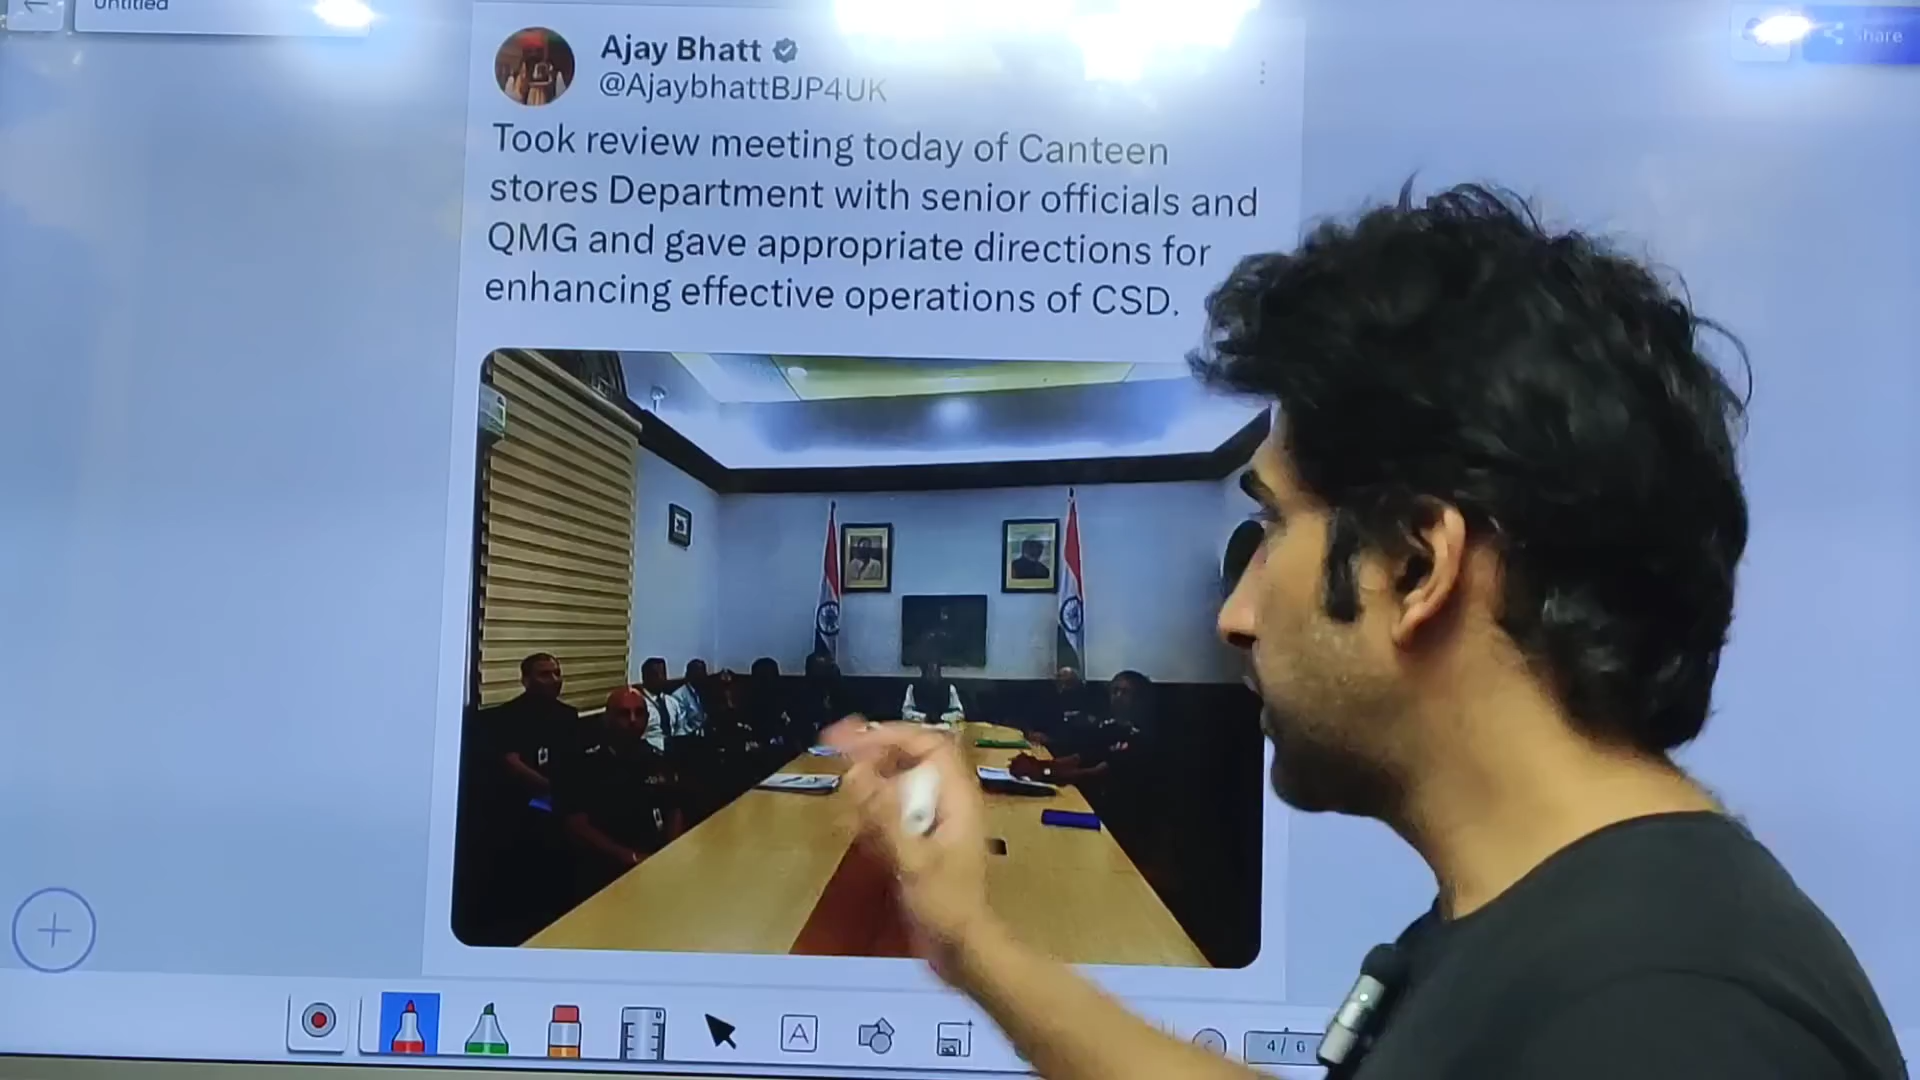 Untitled
Share
Ajay Bhatt
@AjaybhattBJP4UK
Took review meeting today of Canteen
stores Department with senior officials and
QMG and gave appropriate directions for
enhancing effective operations of CSD.
A
4/6